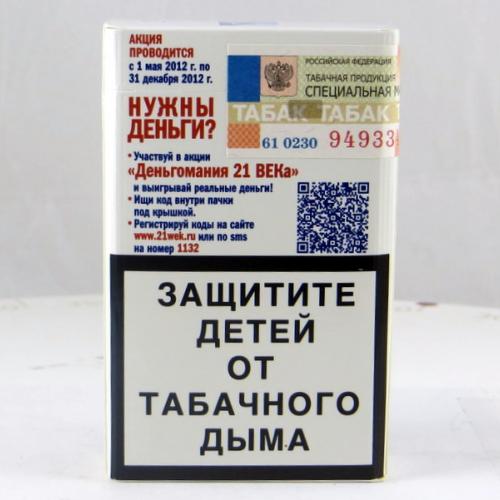 АКЦИЯ
ПРОВОДИТСЯ
с 1 мая 2012 г. по
31 декабря 2012 г.
НУЖНЫ
ДЕНЬГИ?
• Участвуй в акции
«Деньгомания 21 ВЕКа»
и выигрывай реальные деньги!
• Ищи код внутри пачки
под крышкой.
• Регистрируй коды на сайте
www.21wek.ru или по sms
на номер 1132
РОССИЙСКАЯ ФЕДЕРАЦИЯ
ТАБАЧНАЯ ПРОДУКЦИЯ
СПЕЦИАЛЬНАЯ М
ТАБАК ТАБАК
61 0230 94933
ЗАЩИТИТЕ
ДЕТЕЙ
ОТ
ТАБАЧНОГО
ДЫМА